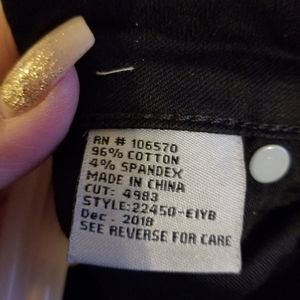 RN # 106570
96% COTTON
4% SPANDEX
MADE IN CHINA
CUT: 4983
STYLE:22450-E1YB
Dec. 2018
SEE REVERSE FOR CARE